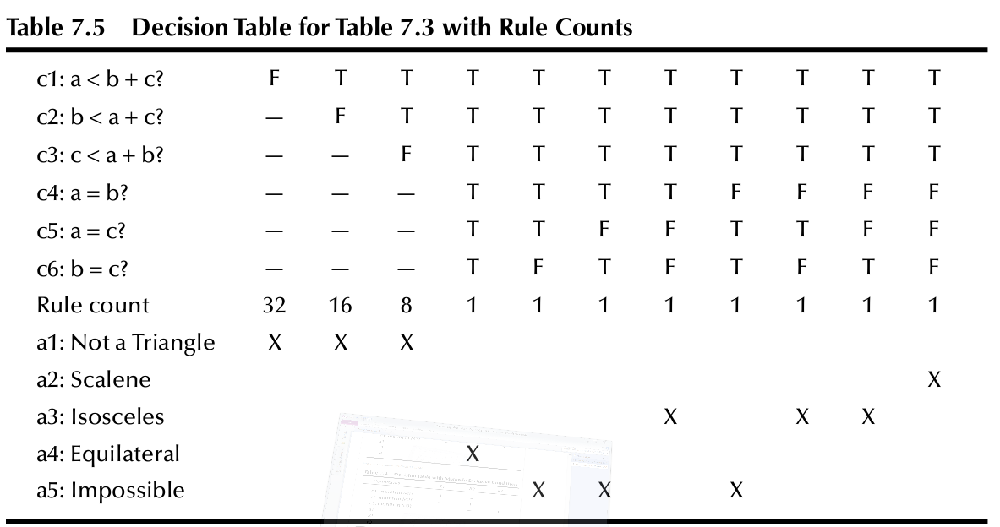 Table 7.5 Decision Table for Table 7.3 with Rule Counts
c1: a < b + c? F T T T T T T T T T T
c2: b < a + c? — F T T T T T T T T T
c3: c < a + b? — — F T T T T T T T T
c4: a = b? — — — T T T T F F F F
c5: a = c? — — — T T F F T T F F
c6: b = c? — — — T F T F T F T F
Rule count 32 16 8 1 1 1 1 1 1 1 1
a1: Not a Triangle X X X
a2: Scalene X
a3: Isosceles X X X
a4: Equilateral X
a5: Impossible X X X